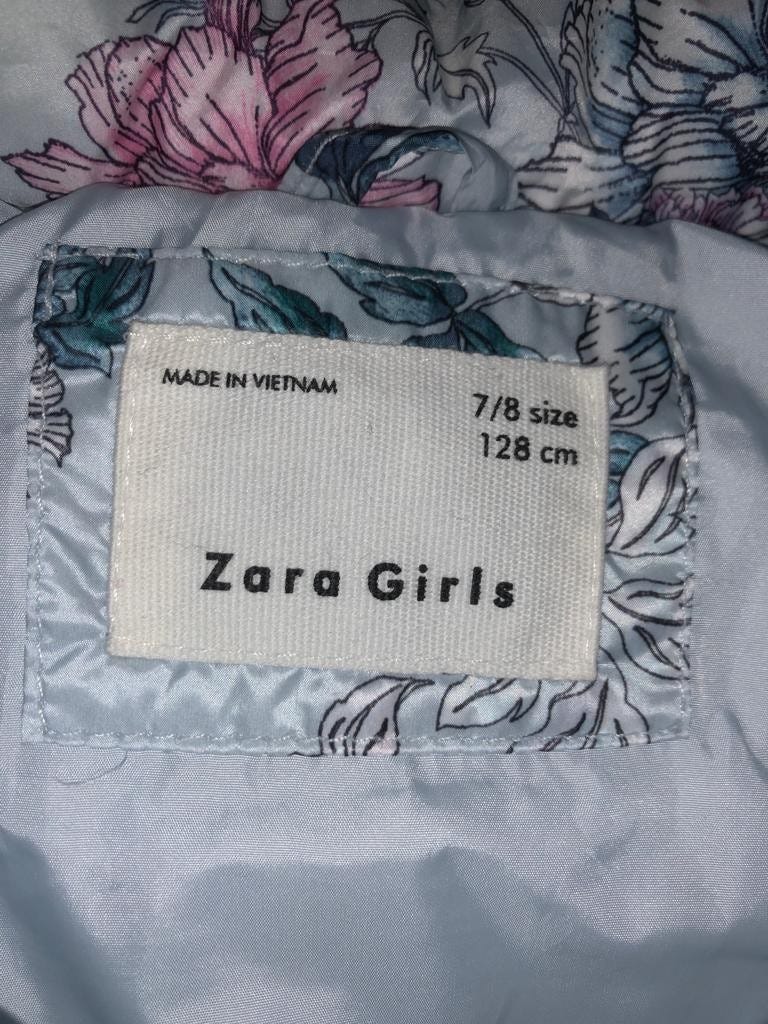 MADE IN VIETNAM
7/8 size
128 cm
Zara Girls